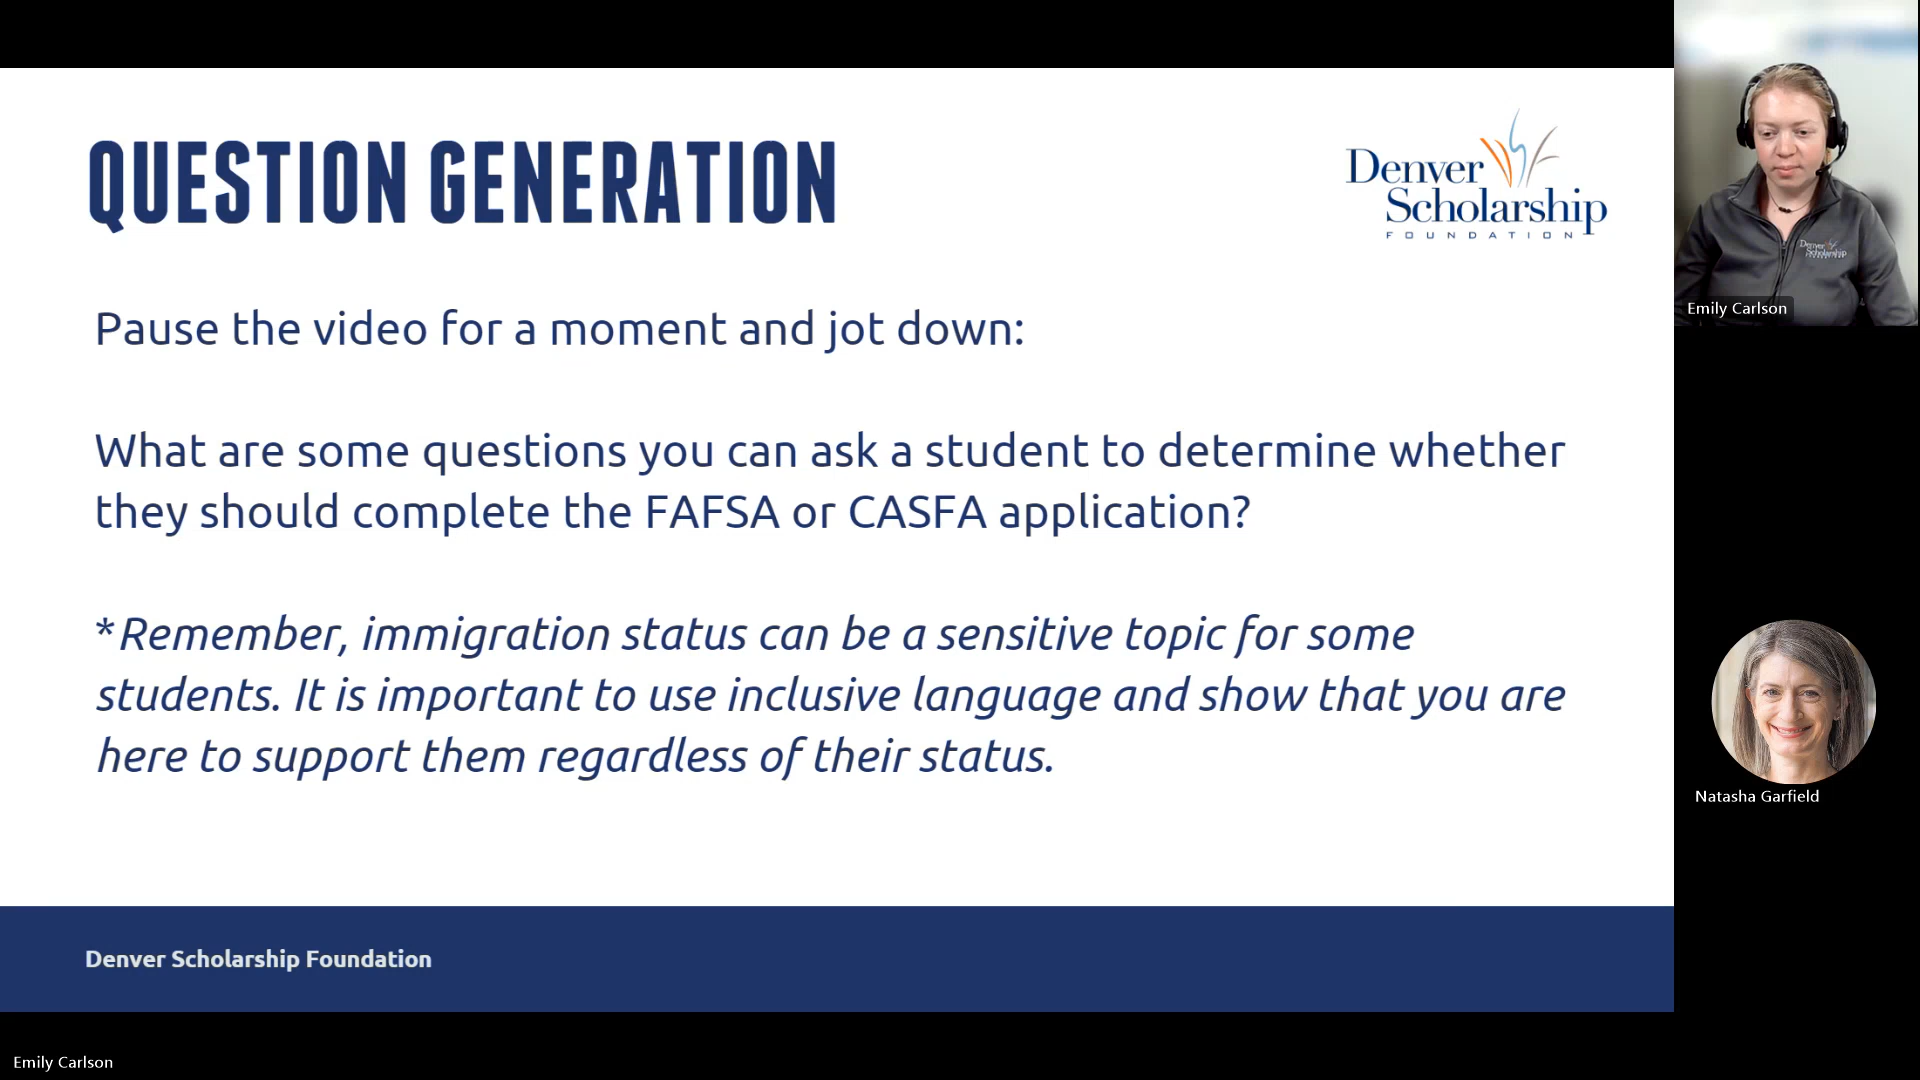 QUESTION GENERATION
Denver
Scholarship
FOUNDATION
Pause the video for a moment and jot down:
What are some questions you can ask a student to determine whether
they should complete the FAFSA or CASFA application?
*Remember, immigration status can be a sensitive topic for some
students. It is important to use inclusive language and show that you are
here to support them regardless of their status.
Denver Scholarship Foundation
Denver
Scholarship
Emily Carlson
Natasha Garfield
Emily Carlson